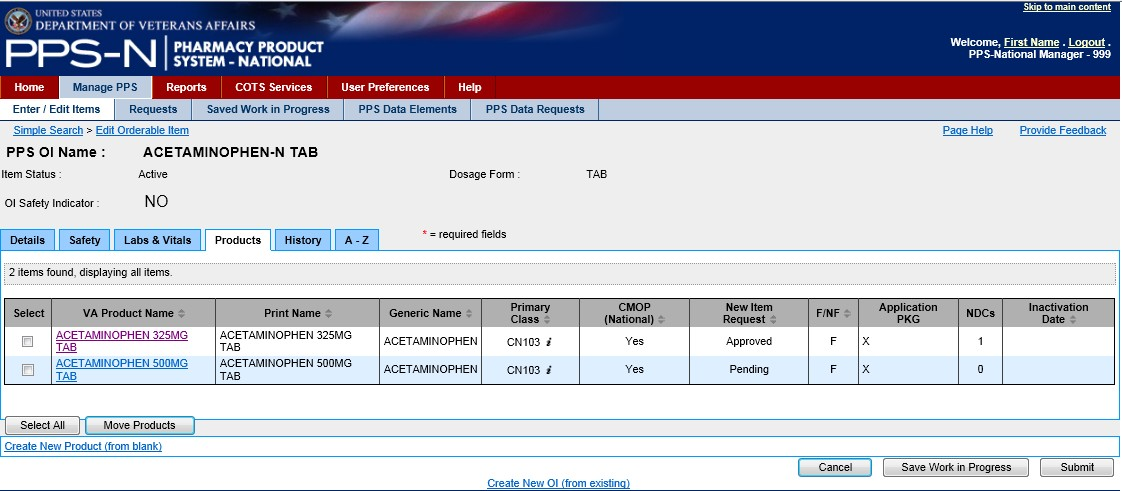 Skip to main content
UNITED STATES
DEPARTMENT OF VETERANS AFFAIRS
PPS-N PHARMACY PRODUCT
SYSTEM - NATIONAL
Welcome, First Name . Logout .
PPS-National Manager - 999
Home Manage PPS Reports COTS Services User Preferences Help
Enter / Edit Items Requests Saved Work in Progress PPS Data Elements PPS Data Requests
Simple Search > Edit Orderable Item Page Help Provide Feedback
PPS OI Name : ACETAMINOPHEN-N TAB
Item Status : Active Dosage Form : TAB
OI Safety Indicator : NO
Details Safety Labs & Vitals Products History A - Z * = required fields
2 items found, displaying all items.
Select VA Product Name Print Name Generic Name Primary Class CMOP (National) New Item Request F/NF Application PKG NDCs Inactivation Date
ACETAMINOPHEN 325MG ACETAMINOPHEN 325MG ACETAMINOPHEN CN103 i Yes Approved F X 1
TAB TAB
ACETAMINOPHEN 500MG ACETAMINOPHEN 500MG ACETAMINOPHEN CN103 i Yes Pending F X 0
TAB TAB
Select All Move Products
Create New Product (from blank)
Cancel Save Work in Progress Submit
Create New OI (from existing)